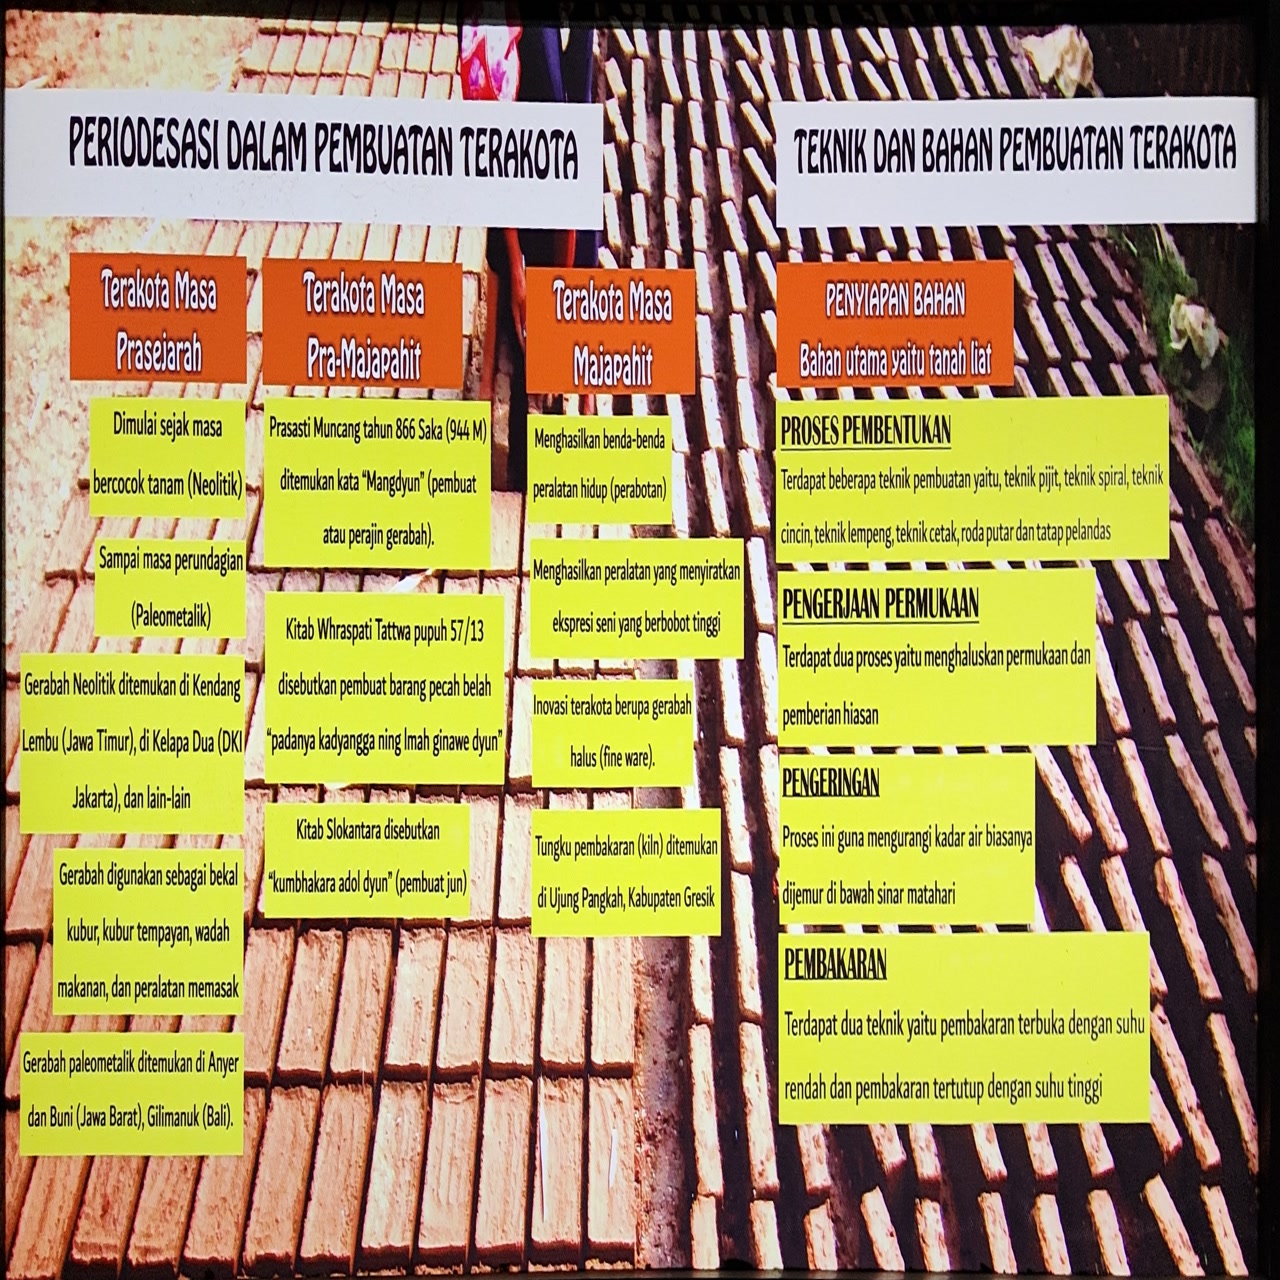 PERIODESASI DALAM PEMBUATAN TERAKOTA
Terakota Masa
Prasejarah
Dimulai sejak masa
bercocok tanam (Neolitik)
Sampai masa perundagian
(Paleometalik)
Gerabah Neolitik ditemukan di Kendang
Lembu (Jawa Timur), di Kelapa Dua (DKI
Jakarta), dan lain-lain
Gerabah digunakan sebagai bekal
kubur, kubur tempayan, wadah
makanan, dan peralatan memasak
Gerabah paleometalik ditemukan di Anyer
dan Buni (Jawa Barat), Gilimanuk (Bali).
Terakota Masa
Pra-Majapahit
Prasasti Muncang tahun 866 Saka (944 M)
ditemukan kata “Mangdyun” (pembuat
atau perajin gerabah).
Kitab Whraspati Tattwa pupuh 57/13
disebutkan pembuat barang pecah belah
“padanya kadyangga ning lmah ginawe dyun”
Kitab Slokantara disebutkan
“kumbhakara adol dyun” (pembuat jun)
Terakota Masa
Majapahit
Menghasilkan benda-benda
peralatan hidup (perabotan)
Menghasilkan peralatan yang menyiratkan
ekspresi seni yang berbobot tinggi
Inovasi terakota berupa gerabah
halus (fine ware).
Tungku pembakaran (kiln) ditemukan
di Ujung Pangkah, Kabupaten Gresik
TEKNIK DAN BAHAN PEMBUATAN TERAKOTA
PENYIAPAN BAHAN
Bahan utama yaitu tanah liat
PROSES PEMBENTUKAN
Terdapat beberapa teknik pembuatan yaitu, teknik pijit, teknik spiral, teknik
cincin, teknik lempeng, teknik cetak, roda putar dan tatap pelandas
PENGERJAAN PERMUKAAN
Terdapat dua proses yaitu menghaluskan permukaan dan
pemberian hiasan
PENGERINGAN
Proses ini guna mengurangi kadar air biasanya
dijemur di bawah sinar matahari
PEMBAKARAN
Terdapat dua teknik yaitu pembakaran terbuka dengan suhu
rendah dan pembakaran tertutup dengan suhu tinggi